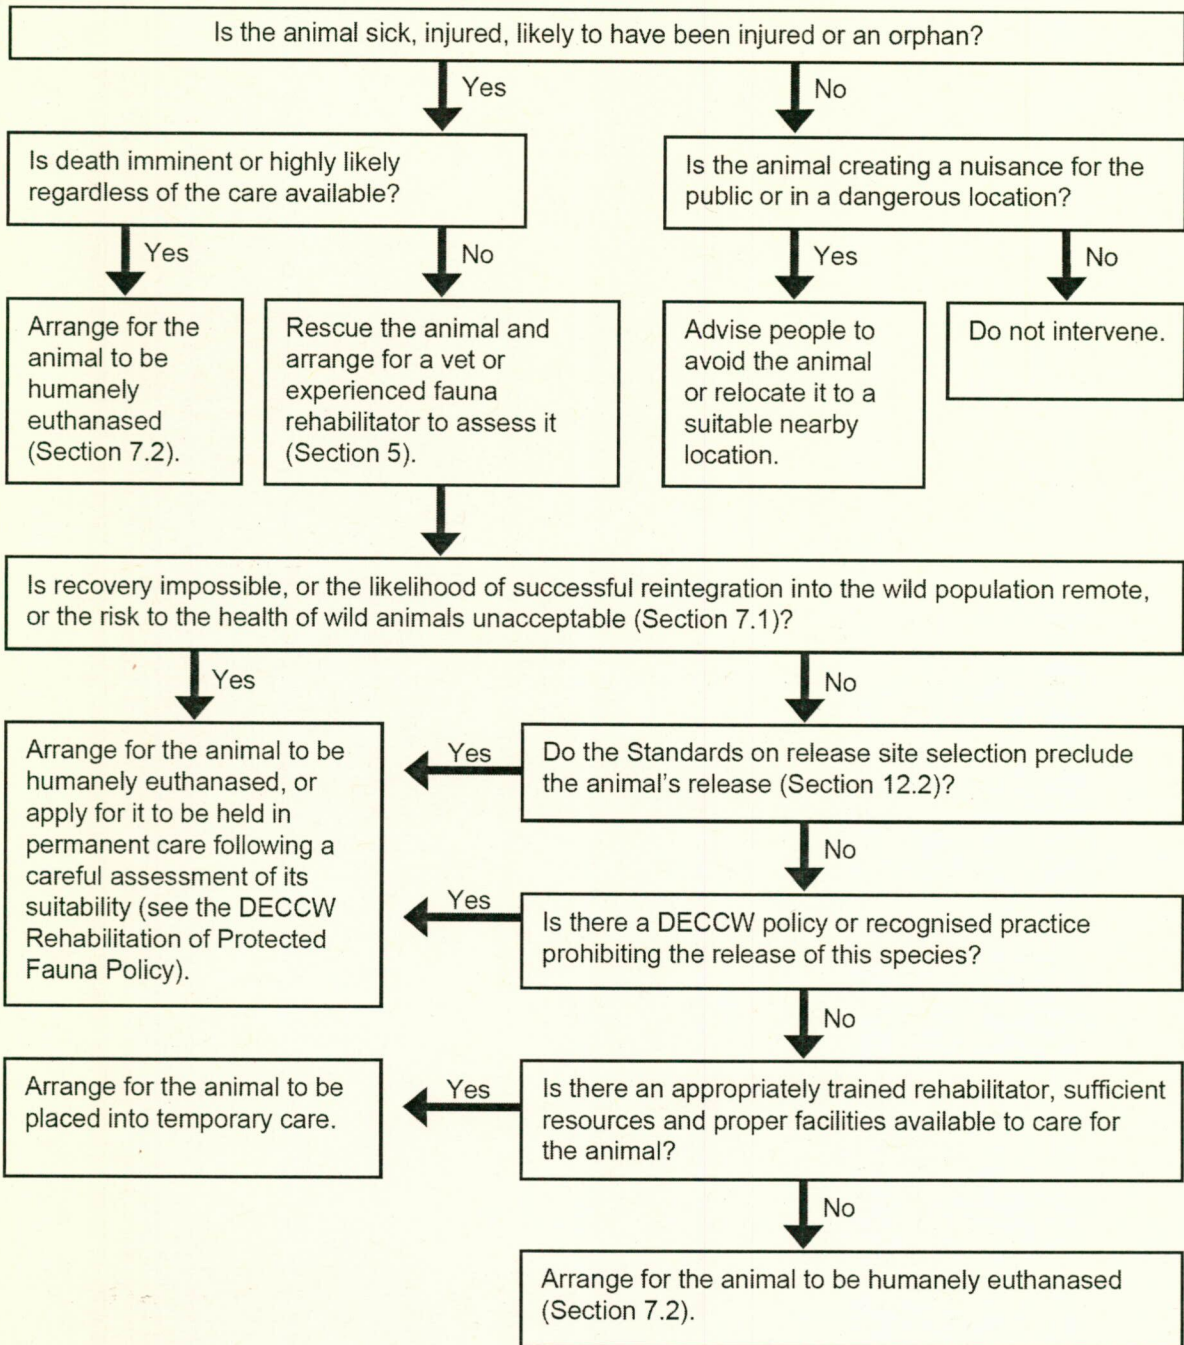 Is the animal sick, injured, likely to have been injured or an orphan?
Yes
No
Is death imminent or highly likely
regardless of the care available?
Is the animal creating a nuisance for the
public or in a dangerous location?
Yes
No
Yes
No
Arrange for the
animal to be
humanely
euthanased
(Section 7.2).
Rescue the animal and
arrange for a vet or
experienced fauna
rehabilitator to assess it
(Section 5).
Advise people to
avoid the animal
or relocate it to a
suitable nearby
location.
Do not intervene.
Is recovery impossible, or the likelihood of successful reintegration into the wild population remote,
or the risk to the health of wild animals unacceptable (Section 7.1)?
Yes
No
Arrange for the animal to be
humanely euthanased, or
apply for it to be held in
permanent care following a
careful assessment of its
suitability (see the DECCW
Rehabilitation of Protected
Fauna Policy).
Yes
Do the Standards on release site selection preclude
the animal's release (Section 12.2)?
No
Yes
Is there a DECCW policy or recognised practice
prohibiting the release of this species?
No
Arrange for the animal to be
placed into temporary care.
Yes
Is there an appropriately trained rehabilitator, sufficient
resources and proper facilities available to care for
the animal?
No
Arrange for the animal to be humanely euthanased
(Section 7.2).